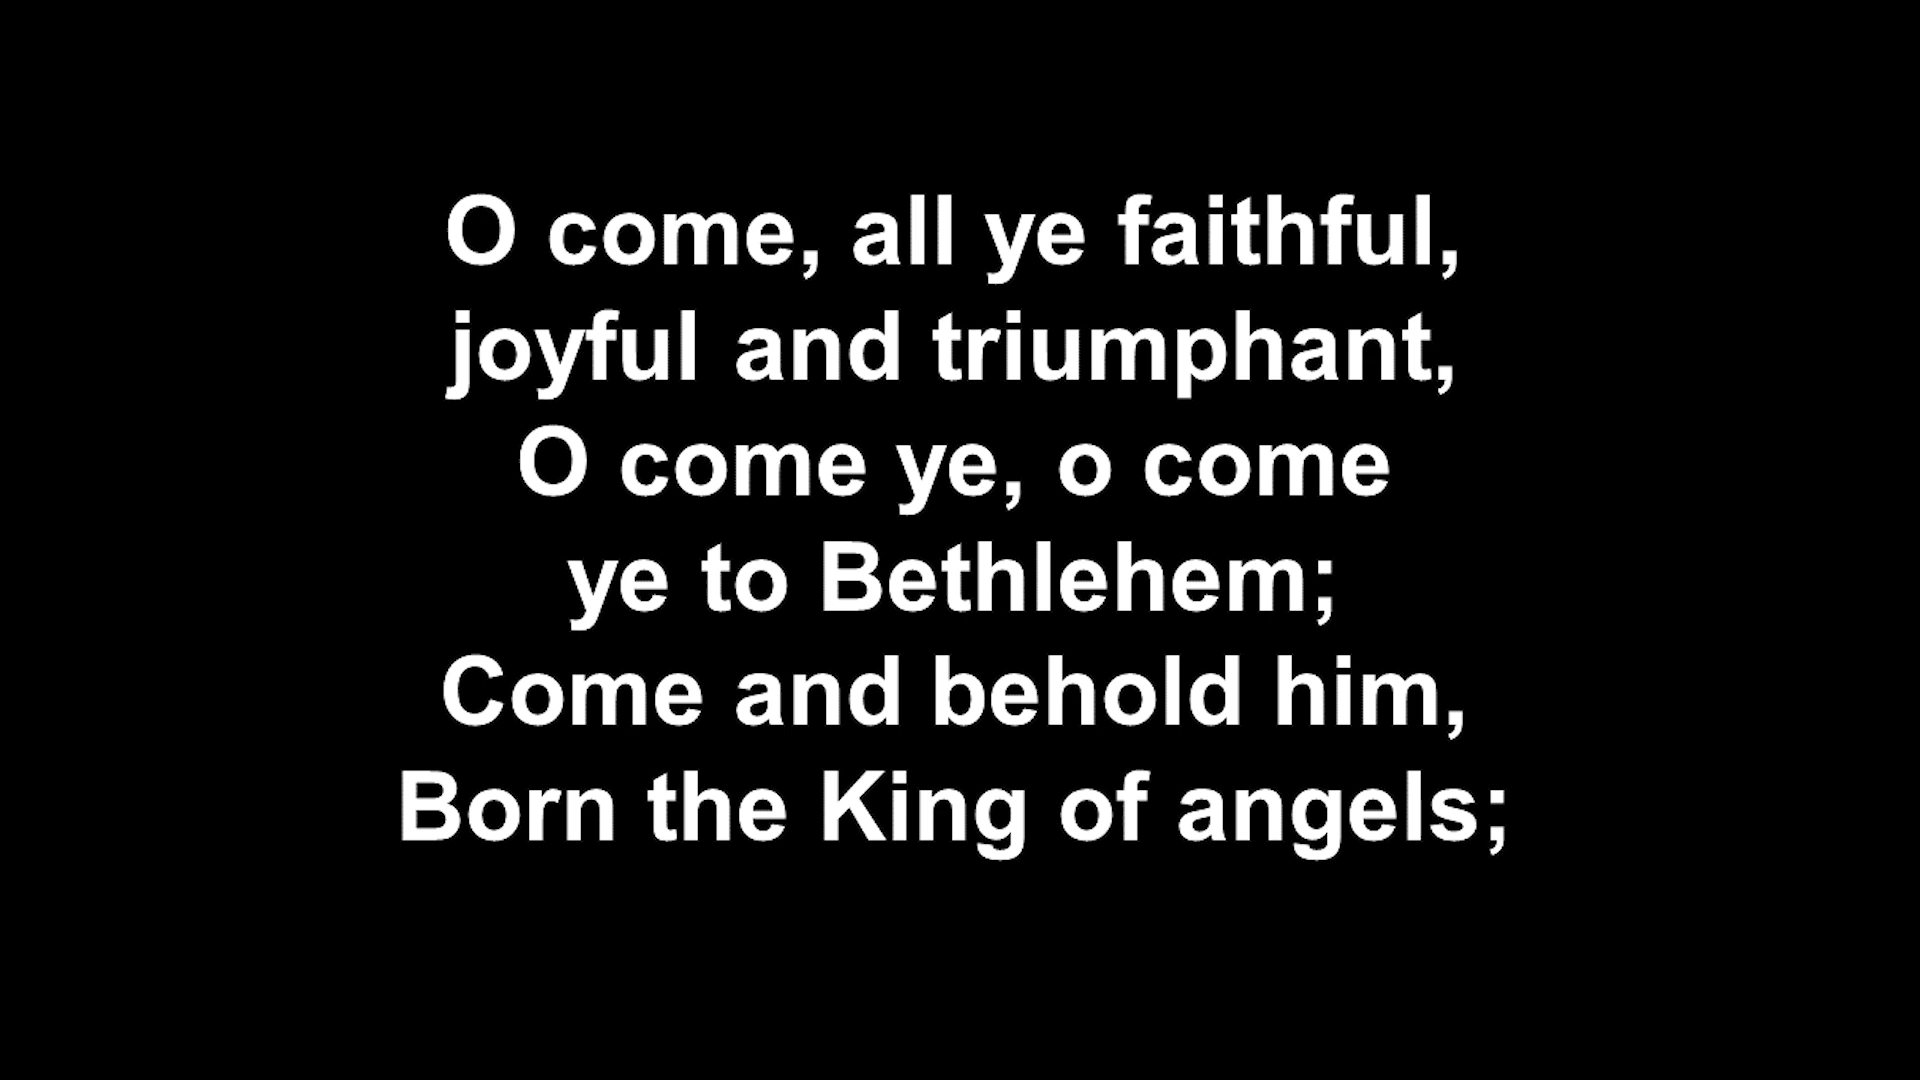 O come, all ye faithful,
joyful and triumphant,
O come ye, o come
ye to Bethlehem;
Come and behold him,
Born the King of angels;